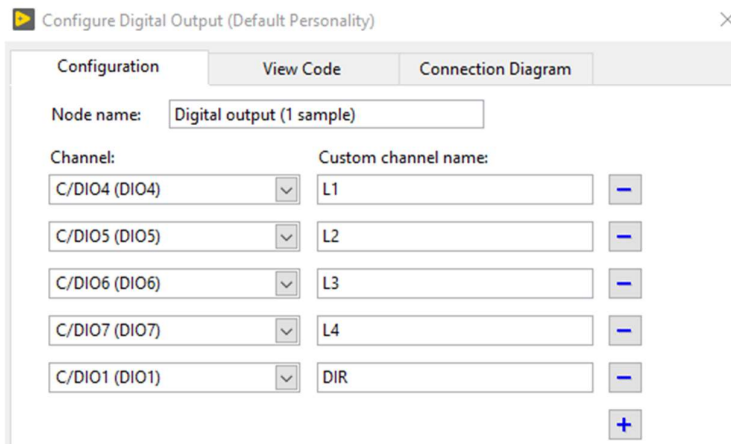 Configure Digital Output (Default Personality)
Configuration View Code Connection Diagram
Node name: Digital output (1 sample)
Channel: Custom channel name:
C/DIO4 (DIO4) L1
C/DIO5 (DIO5) L2
C/DIO6 (DIO6) L3
C/DIO7 (DIO7) L4
C/DIO1 (DIO1) DIR